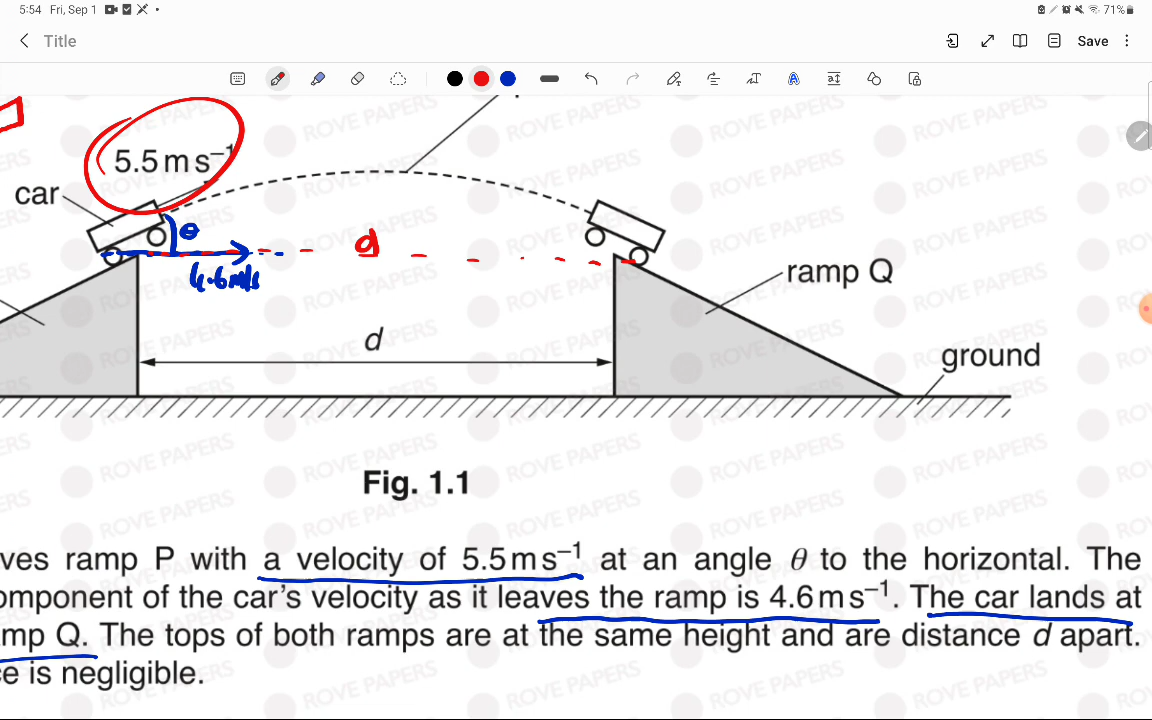 5:54 Fri, Sep 1
71%
Title
Save
5.5 m s⁻¹
car
θ
4.6 m/s
d
ramp Q
d
ground
Fig. 1.1
ves ramp P with a velocity of 5.5 m s⁻¹ at an angle θ to the horizontal. The
omponent of the car's velocity as it leaves the ramp is 4.6 m s⁻¹. The car lands at
mp Q. The tops of both ramps are at the same height and are distance d apart.
e is negligible.
ROVE PAPERS